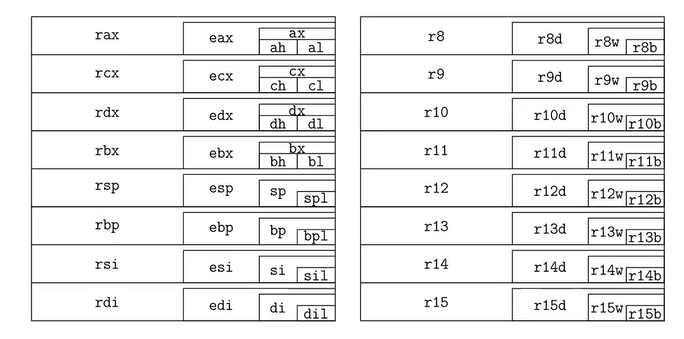 rax eax ax ah al r8 r8d r8w r8b
rcx ecx cx ch cl r9 r9d r9w r9b
rdx edx dx dh dl r10 r10d r10w r10b
rbx ebx bx bh bl r11 r11d r11w r11b
rsp esp sp spl r12 r12d r12w r12b
rbp ebp bp bpl r13 r13d r13w r13b
rsi esi si sil r14 r14d r14w r14b
rdi edi di dil r15 r15d r15w r15b